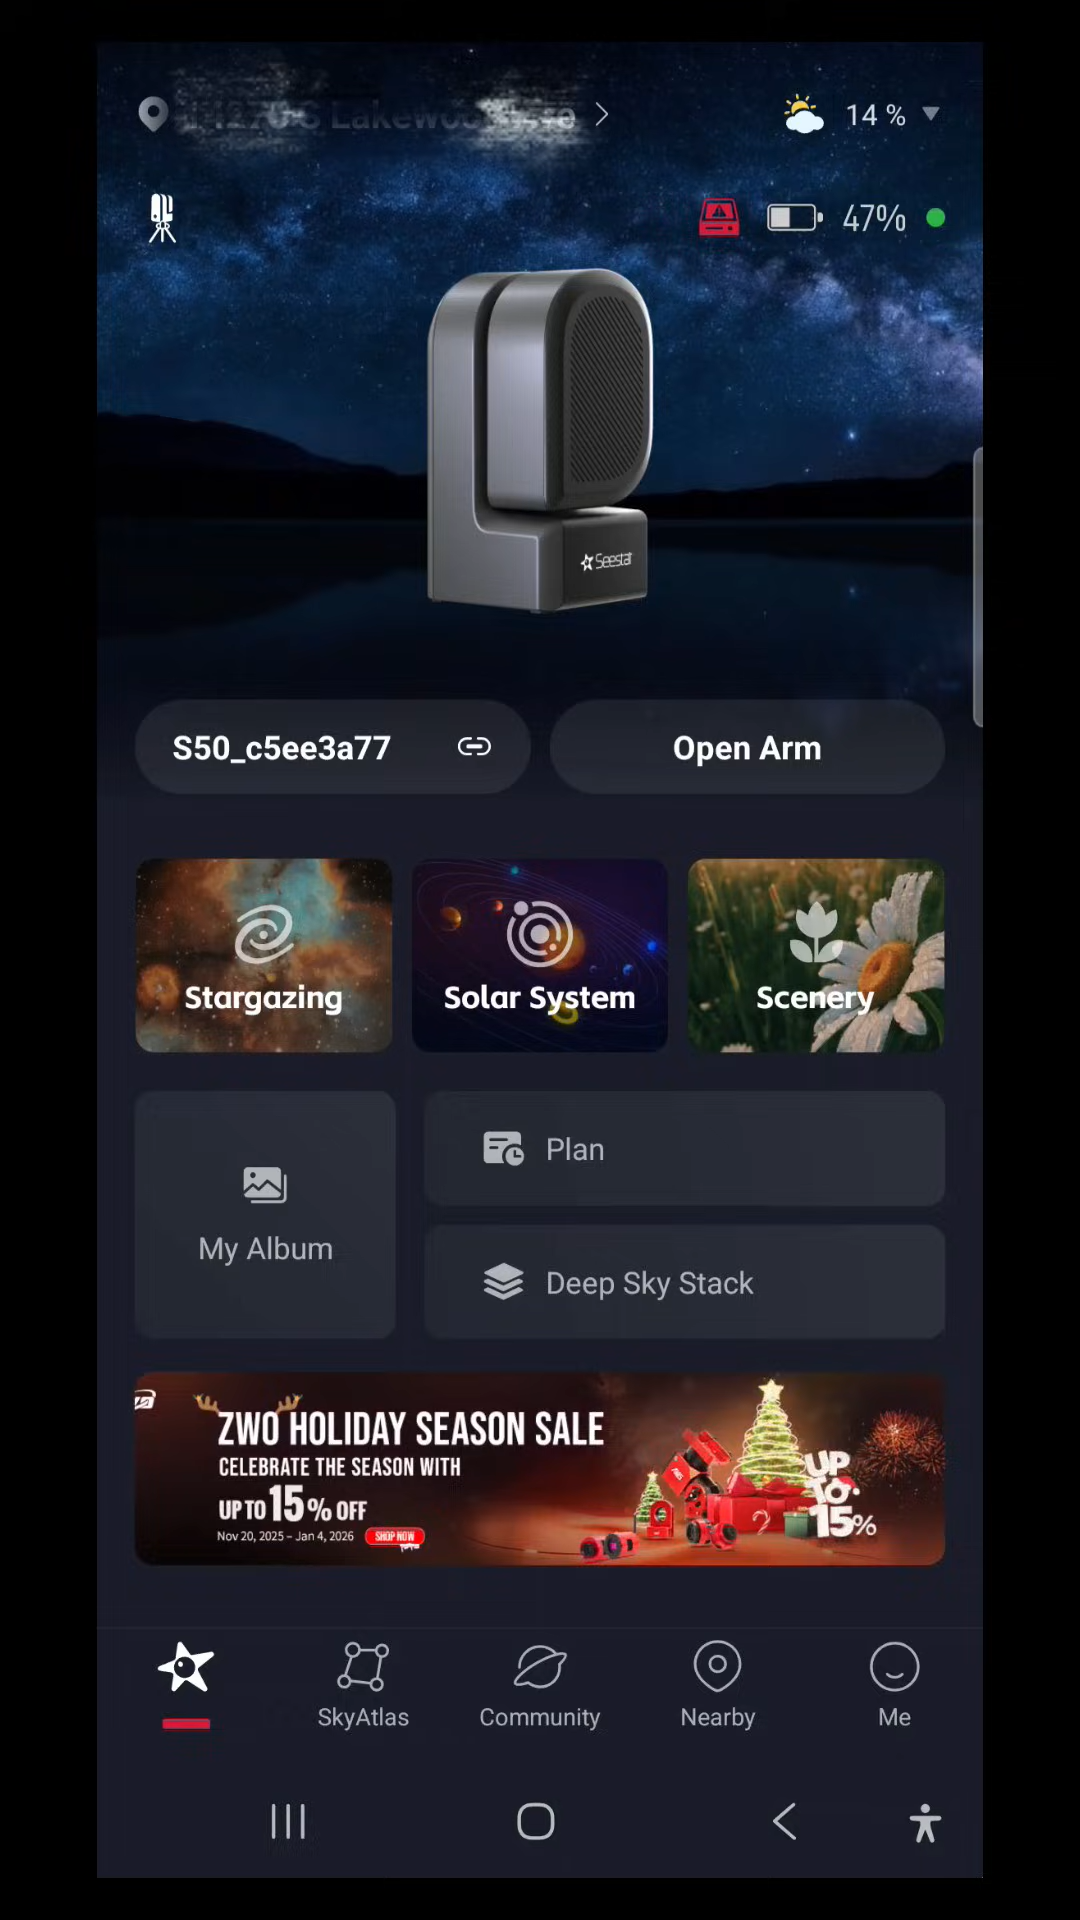 14 %
47%
Seestar
S50_c5ee3a77
Open Arm
Stargazing
Solar System
Scenery
My Album
Plan
Deep Sky Stack
ZWO HOLIDAY SEASON SALE
CELEBRATE THE SEASON WITH
UP TO 15% OFF
Nov 20, 2025 – Jan 4, 2026
SHOP NOW
UP
TO
15%
SkyAtlas
Community
Nearby
Me